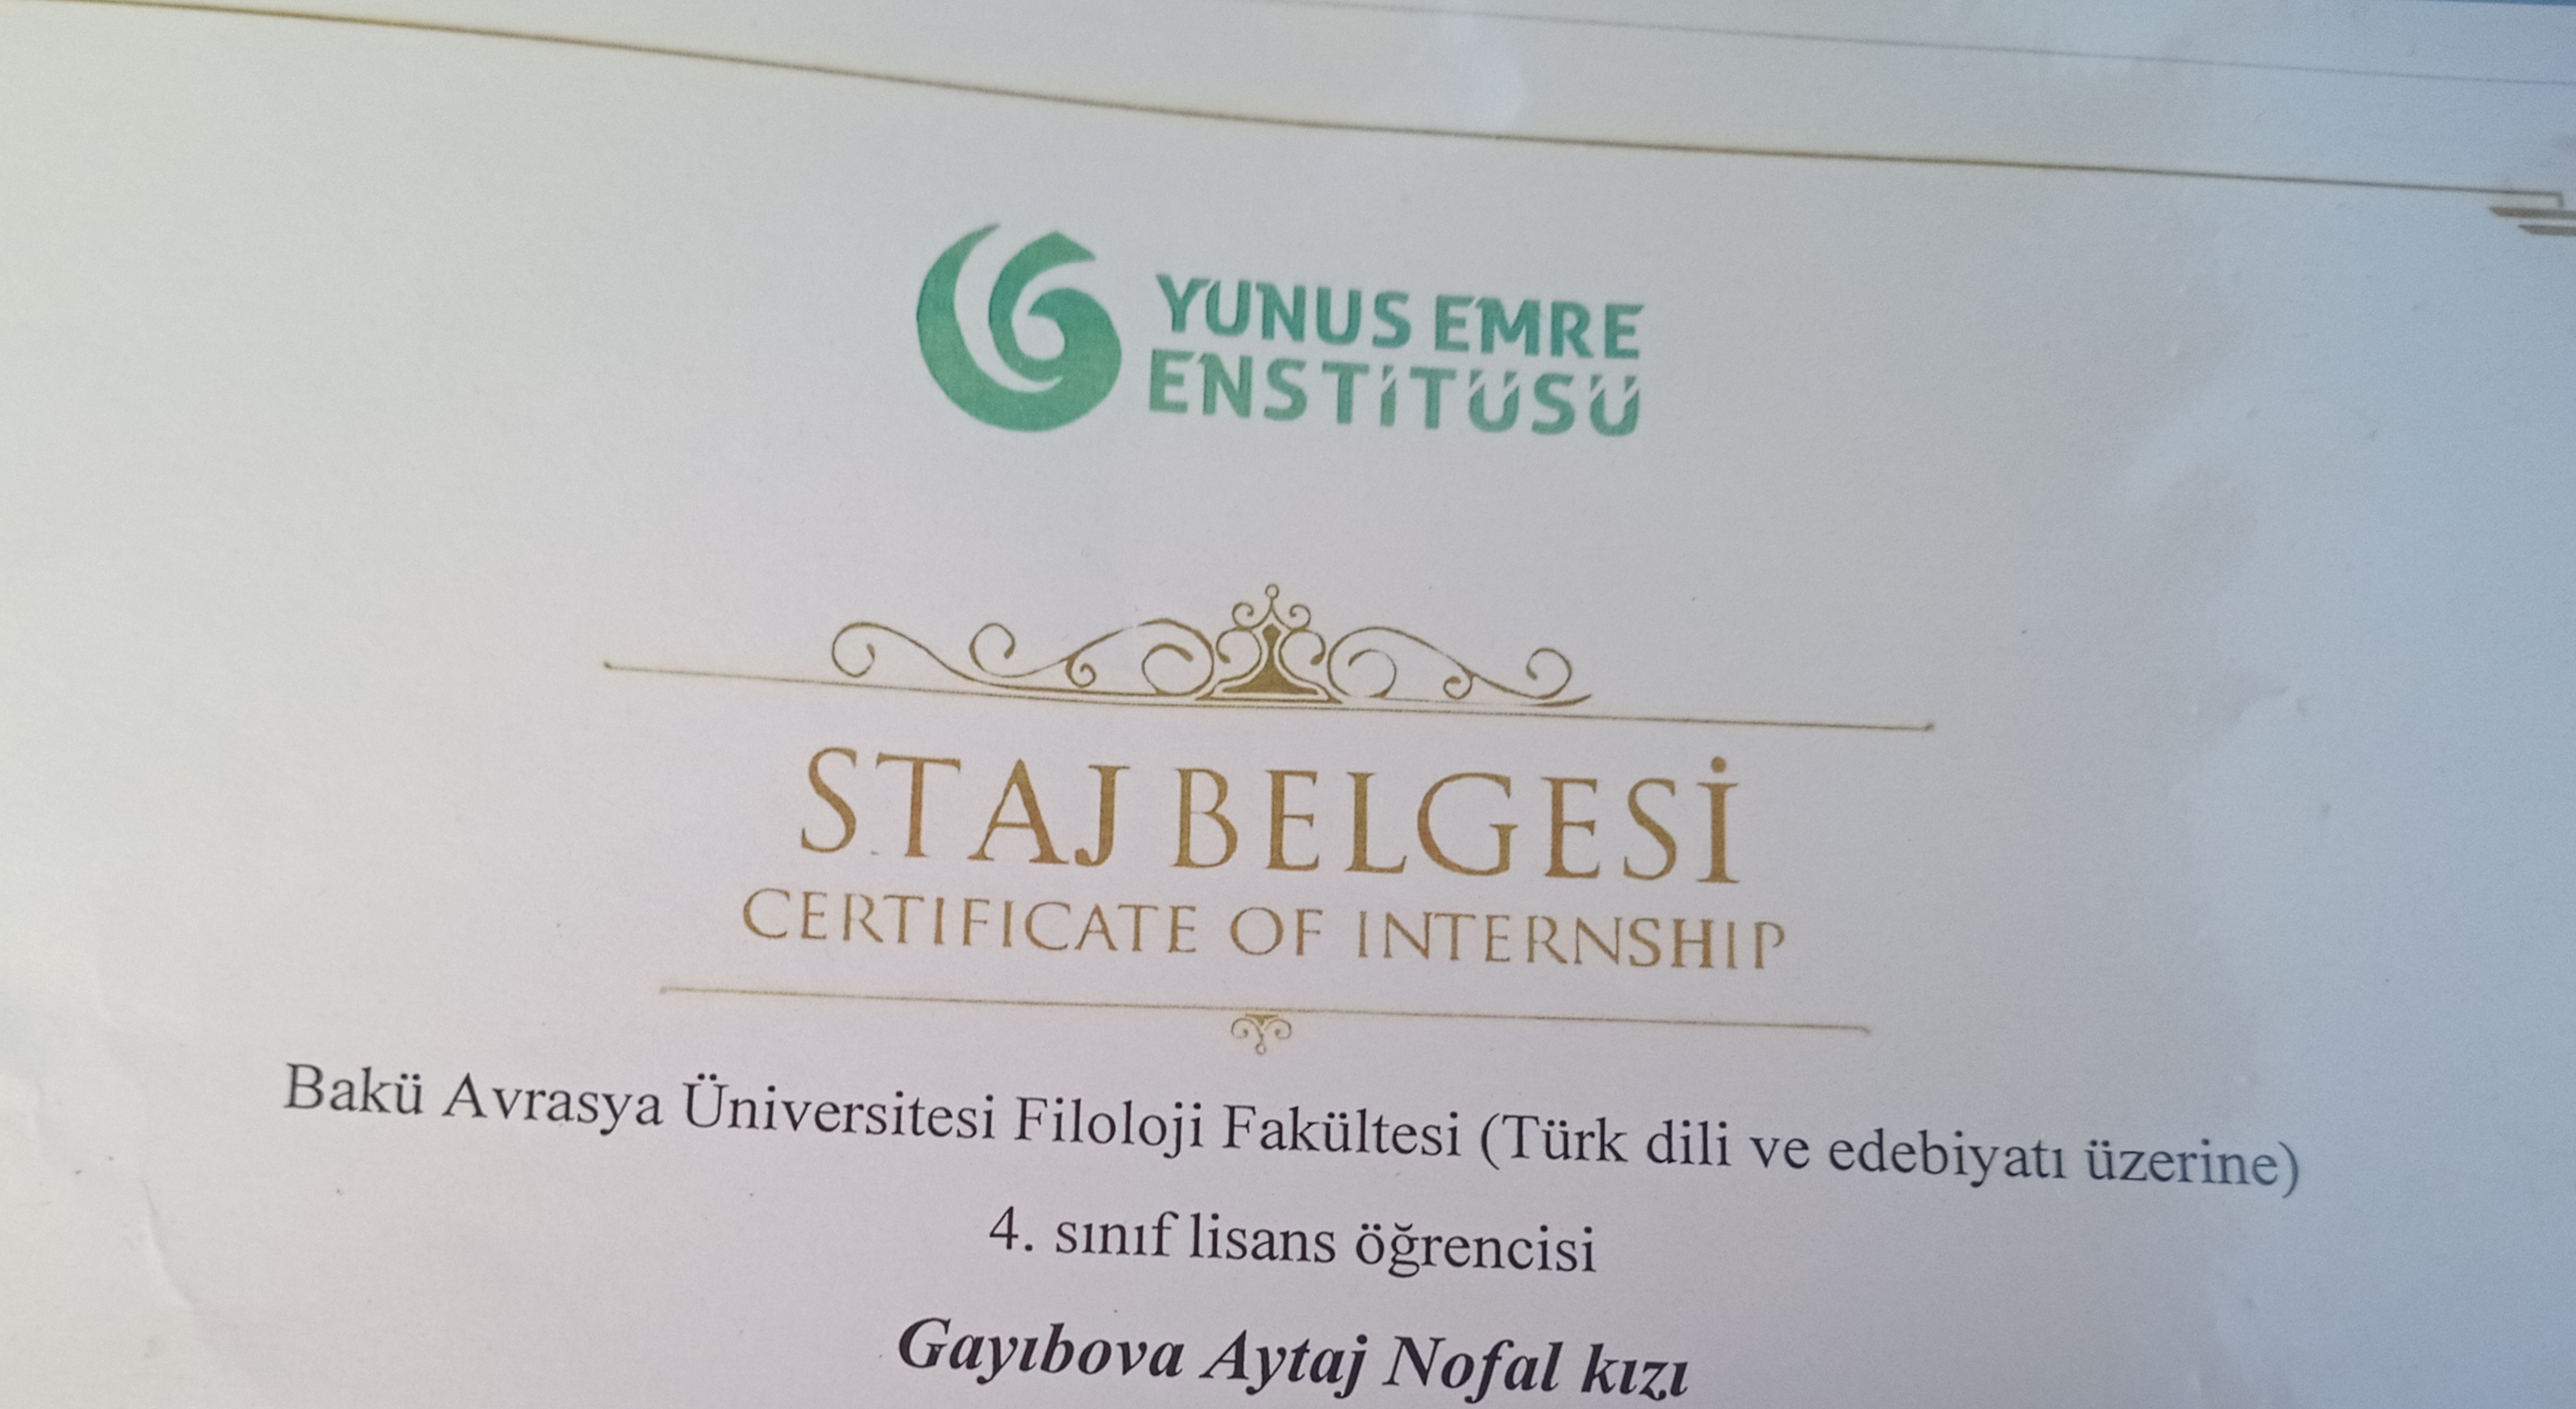 YUNUS EMRE
ENSTİTÜSÜ
STAJ BELGESİ
CERTIFICATE OF INTERNSHIP
Bakü Avrasya Üniversitesi Filoloji Fakültesi (Türk dili ve edebiyatı üzerine)
4. sınıf lisans öğrencisi
Gayıbova Aytaj Nofal kızı